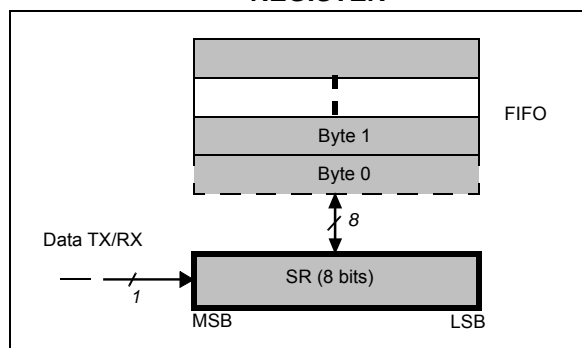 REGISTER
Byte 1
FIFO
Byte 0
8
Data TX/RX
SR (8 bits)
1
MSB LSB